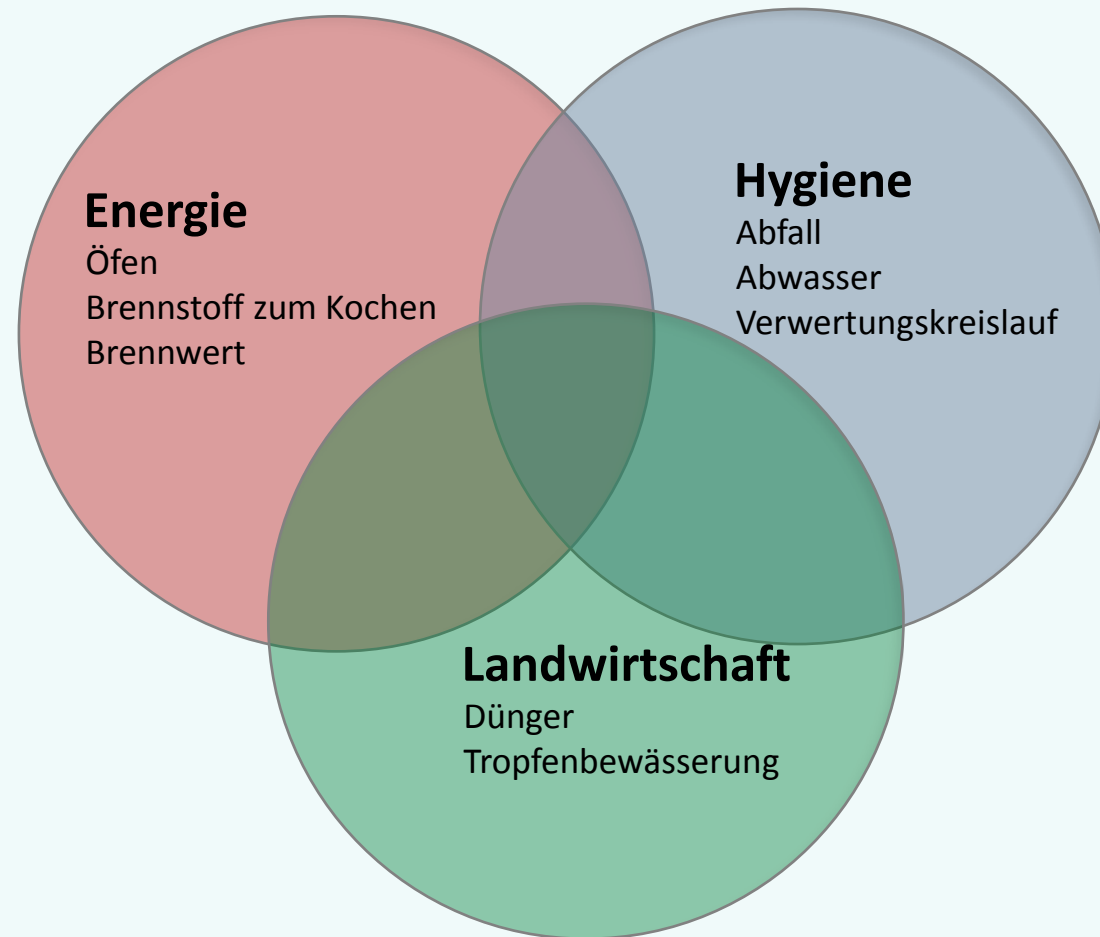 Energie
Öfen
Brennstoff zum Kochen
Brennwert
Hygiene
Abfall
Abwasser
Verwertungskreislauf
Landwirtschaft
Dünger
Tropfenbewässerung